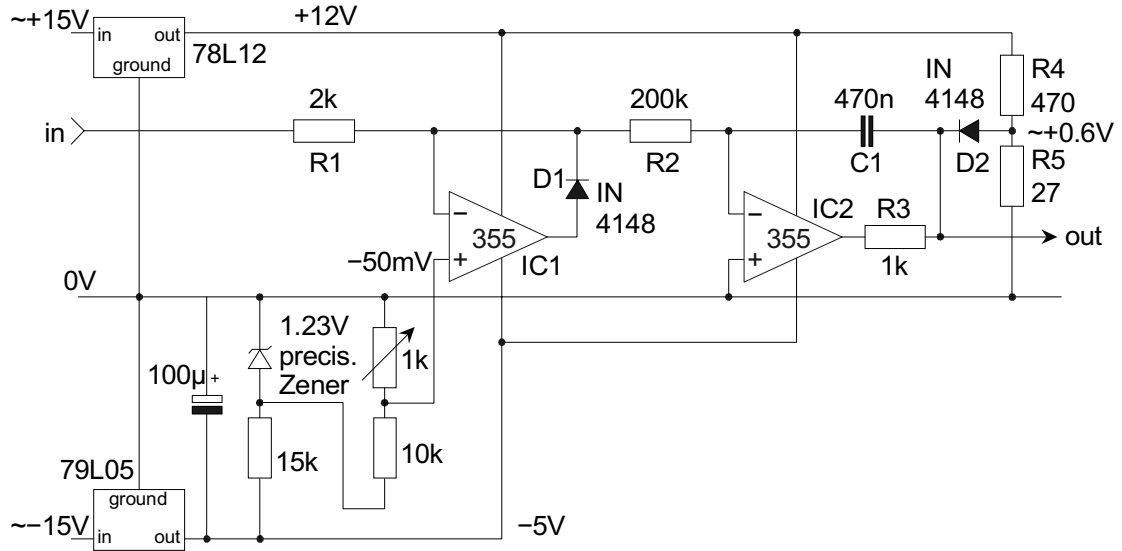 ~+15V
in
out
ground
78L12
+12V
in
2k
R1
200k
R2
470n
C1
IN
4148
D2
R4
470
~+0.6V
R5
27
D1
IN
4148
−
355
+
IC1
−50mV
−
355
+
IC2
R3
1k
out
0V
1.23V
precis.
Zener
1k
100µ
+
15k
10k
79L05
ground
~−15V
in
out
−5V